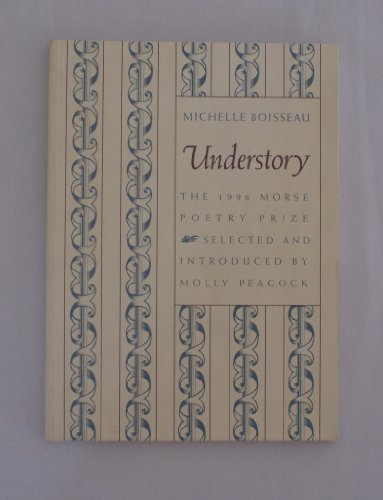 MICHELLE BOISSEAU
Understory
THE 1996 MORSE
POETRY PRIZE
SELECTED AND
INTRODUCED BY
MOLLY PEACOCK